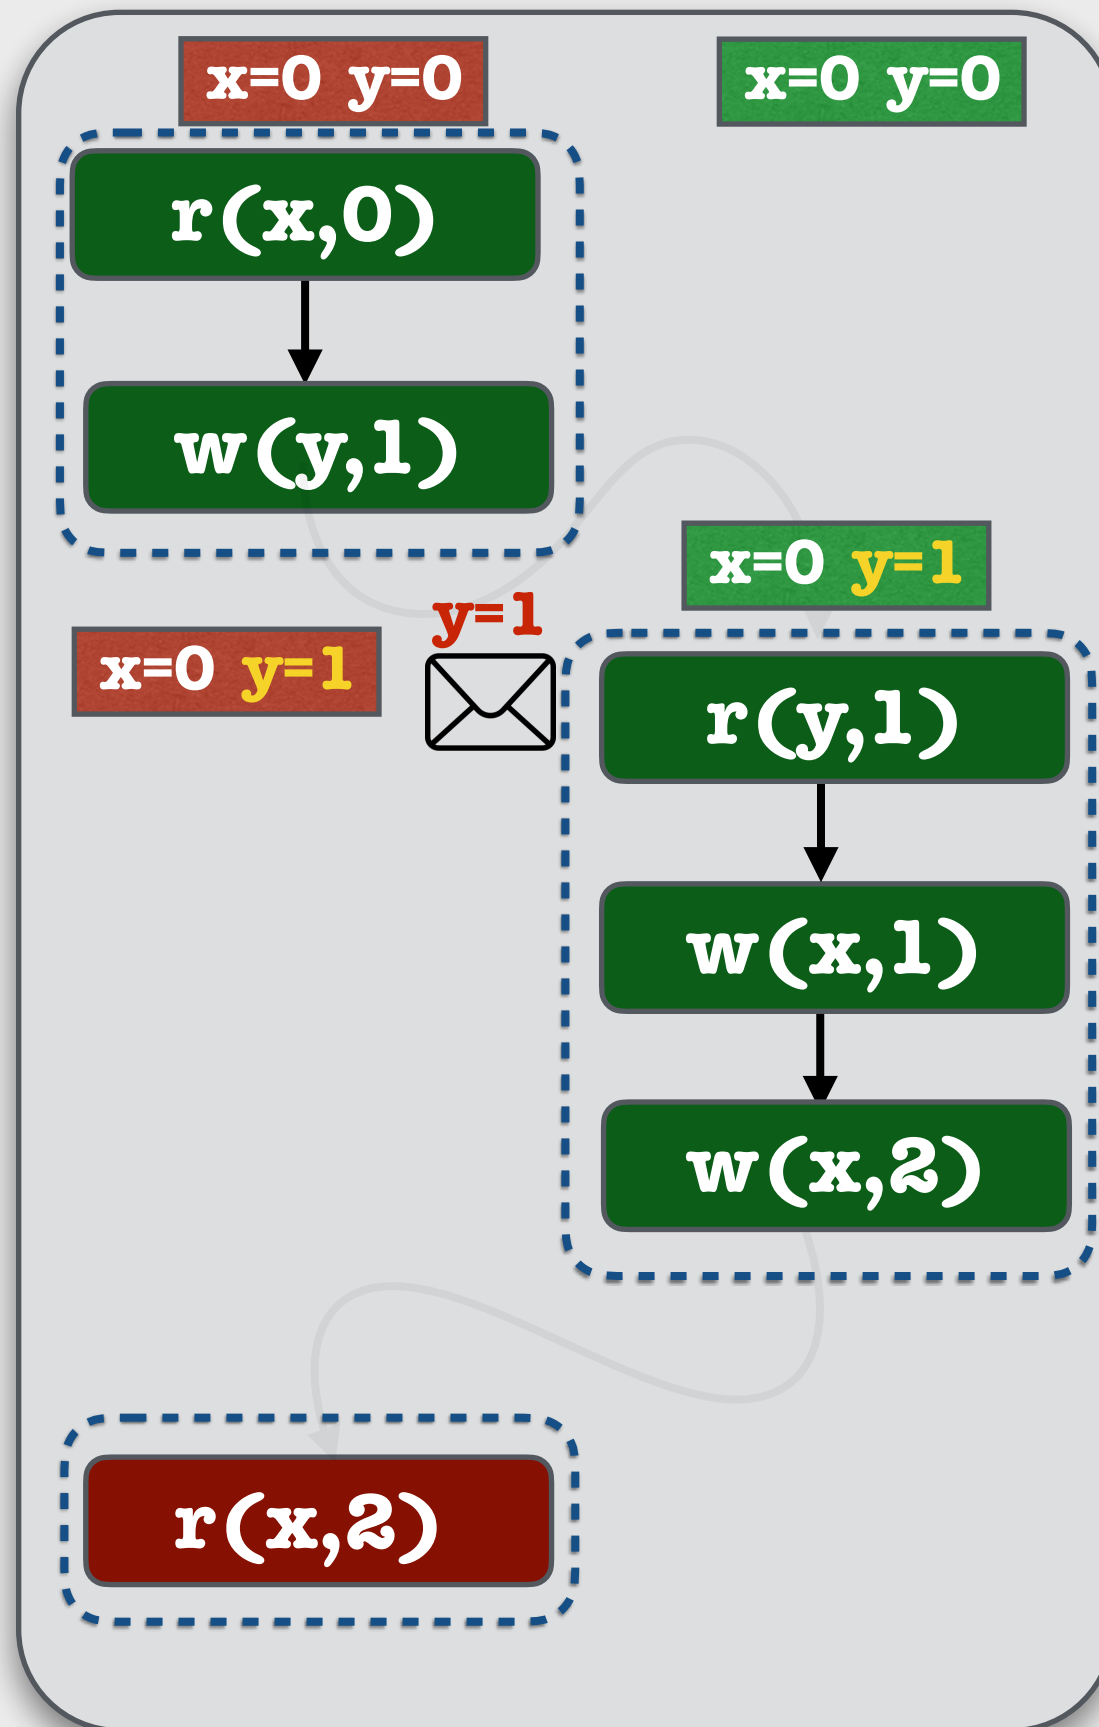 x=0 y=0
x=0 y=0
r(x,0)
w(y,1)
x=0 y=1
y=1
x=0 y=1
r(y,1)
w(x,1)
w(x,2)
r(x,2)